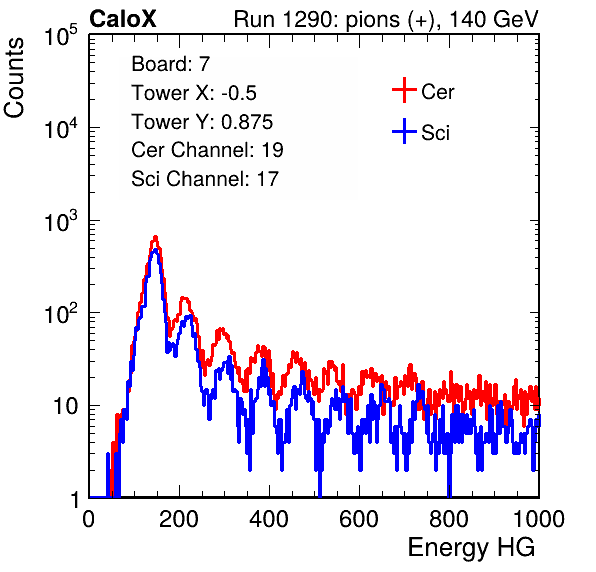 CaloX Run 1290: pions (+), 140 GeV
Counts
10^5
10^4
10^3
10^2
10
1
Board: 7
Tower X: -0.5
Tower Y: 0.875
Cer Channel: 19
Sci Channel: 17
Cer
Sci
0 200 400 600 800 1000
Energy HG